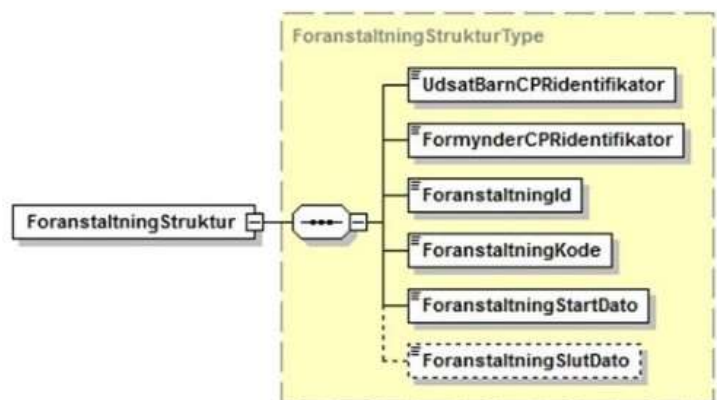 ForanstaltningStrukturType
UdsatBarnCPRidentifikator
FormynderCPRidentifikator
ForanstaltningId
ForanstaltningStruktur
ForanstaltningKode
ForanstaltningStartDato
ForanstaltningSlutDato